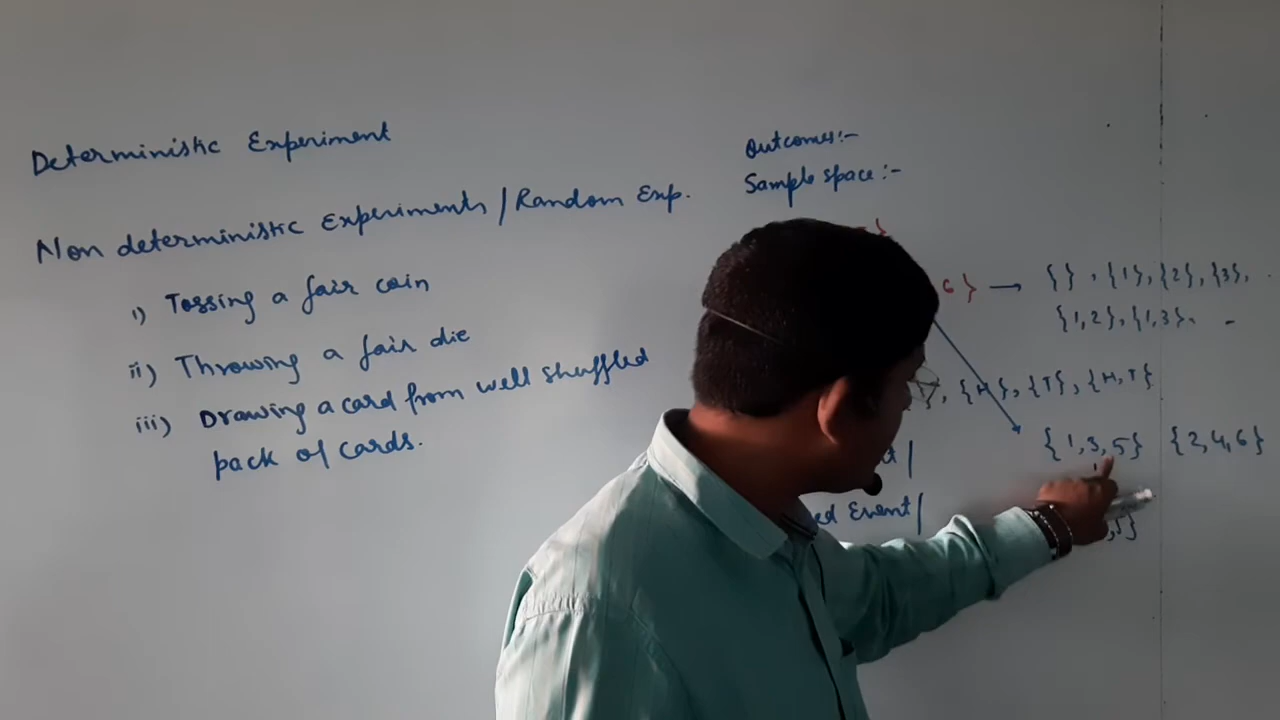 Deterministic Experiment
Non deterministic Experiments / Random Exp.
i) Tossing a fair coin
ii) Throwing a fair die
iii) Drawing a card from well shuffled
pack of cards.
Outcomes:-
Sample space:-
6} → {} , {1}, {2}, {3},
{1,2}, {1,3}, -
}, {H}, {T}, {H, T}
{1,3,5} {2,4,6}
Event |